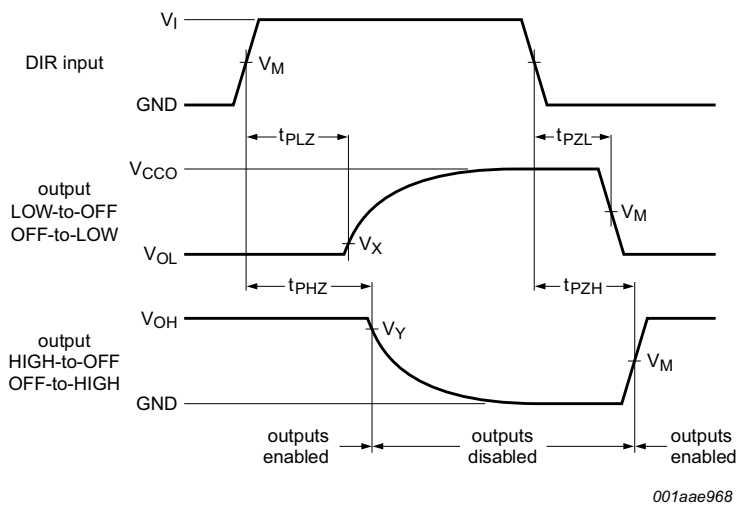 V_I
DIR input
V_M
GND
t_PLZ
t_PZL
V_CCO
output
LOW-to-OFF
OFF-to-LOW
V_M
V_X
V_OL
t_PHZ
t_PZH
V_OH
V_Y
output
HIGH-to-OFF
OFF-to-HIGH
V_M
GND
outputs
enabled
outputs
disabled
outputs
enabled
001aae968